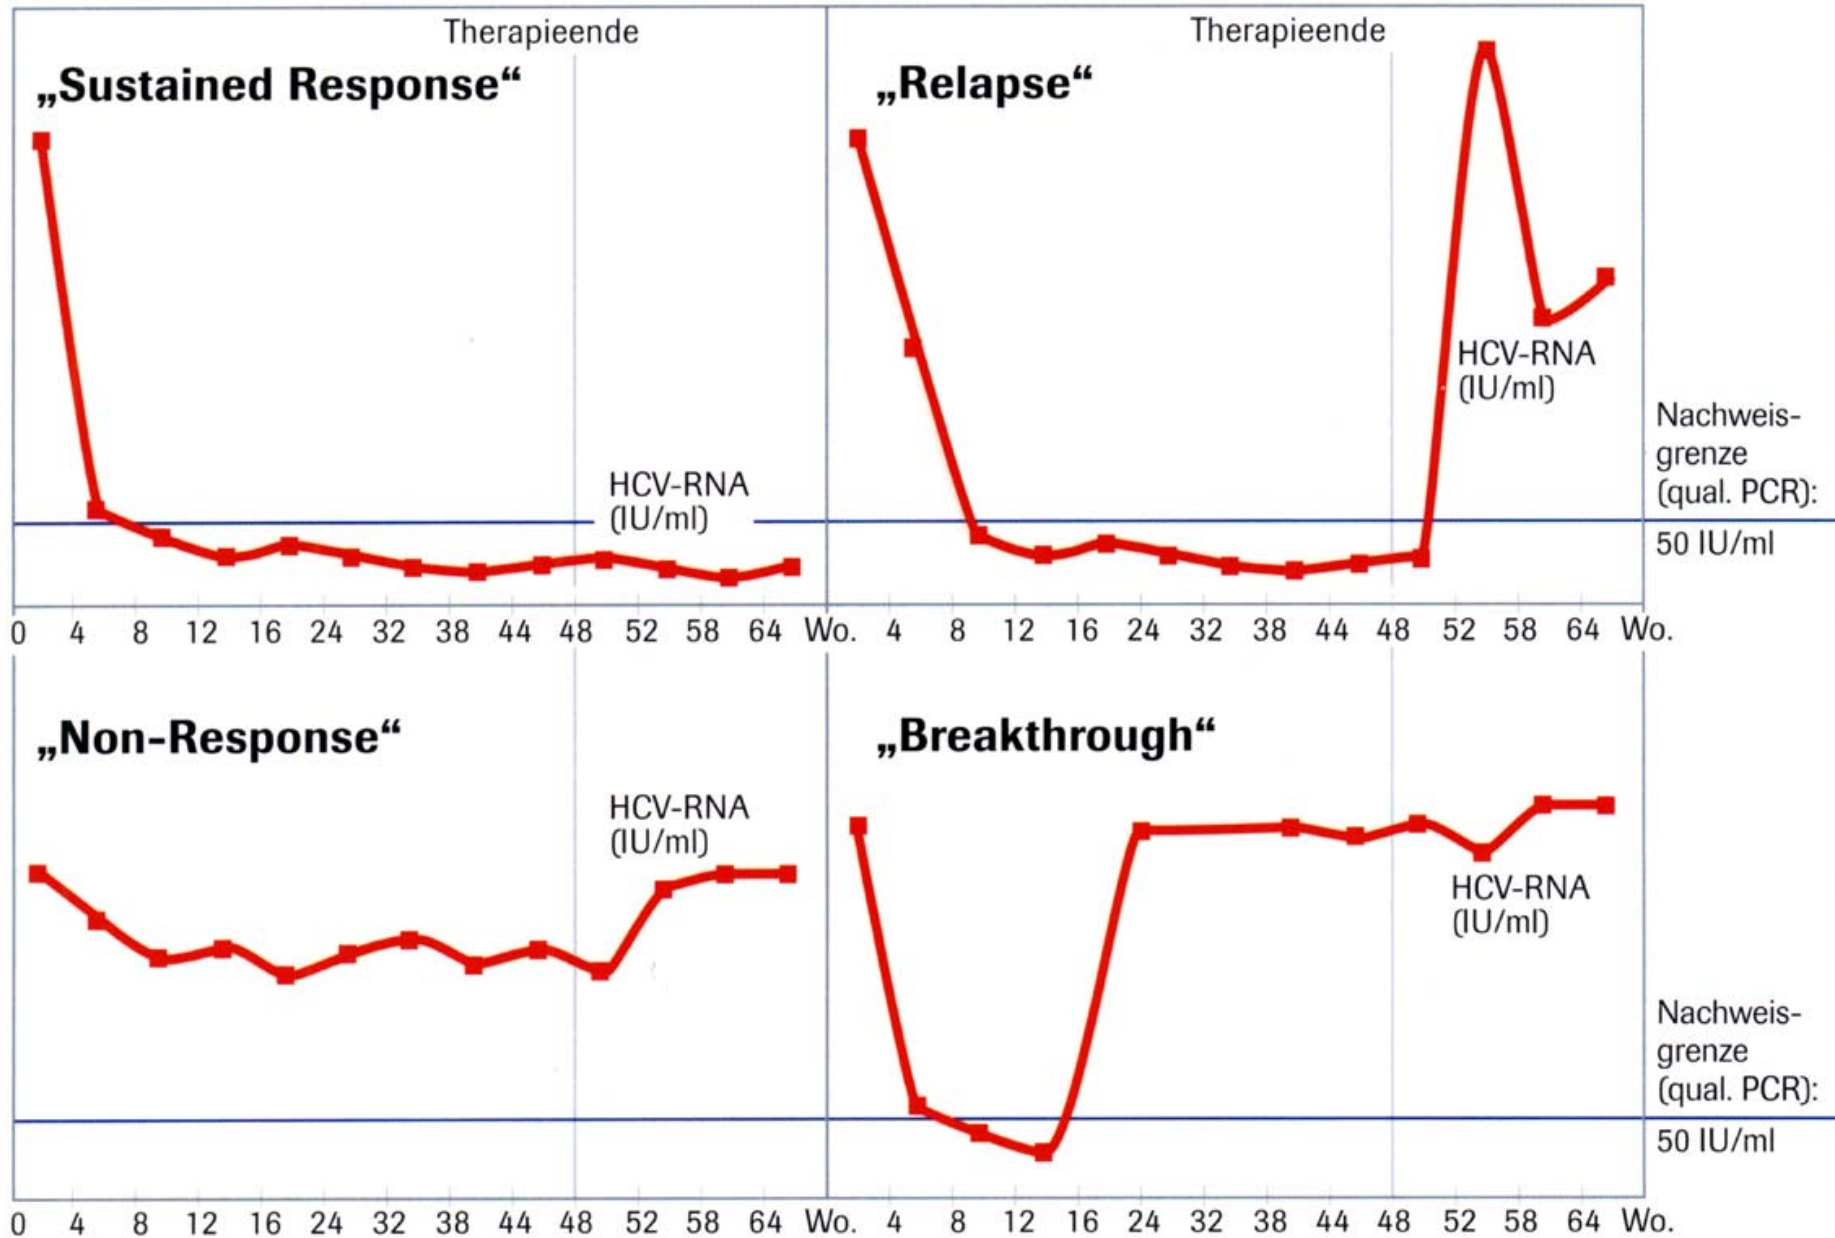 Therapieende
Therapieende
„Sustained Response“
„Relapse“
HCV-RNA
(IU/ml)
HCV-RNA
(IU/ml)
Nachweis-
grenze
(qual. PCR):
50 IU/ml
0 4 8 12 16 24 32 38 44 48 52 58 64 Wo. 4 8 12 16 24 32 38 44 48 52 58 64 Wo.
„Non-Response“
„Breakthrough“
HCV-RNA
(IU/ml)
HCV-RNA
(IU/ml)
Nachweis-
grenze
(qual. PCR):
50 IU/ml
0 4 8 12 16 24 32 38 44 48 52 58 64 Wo. 4 8 12 16 24 32 38 44 48 52 58 64 Wo.